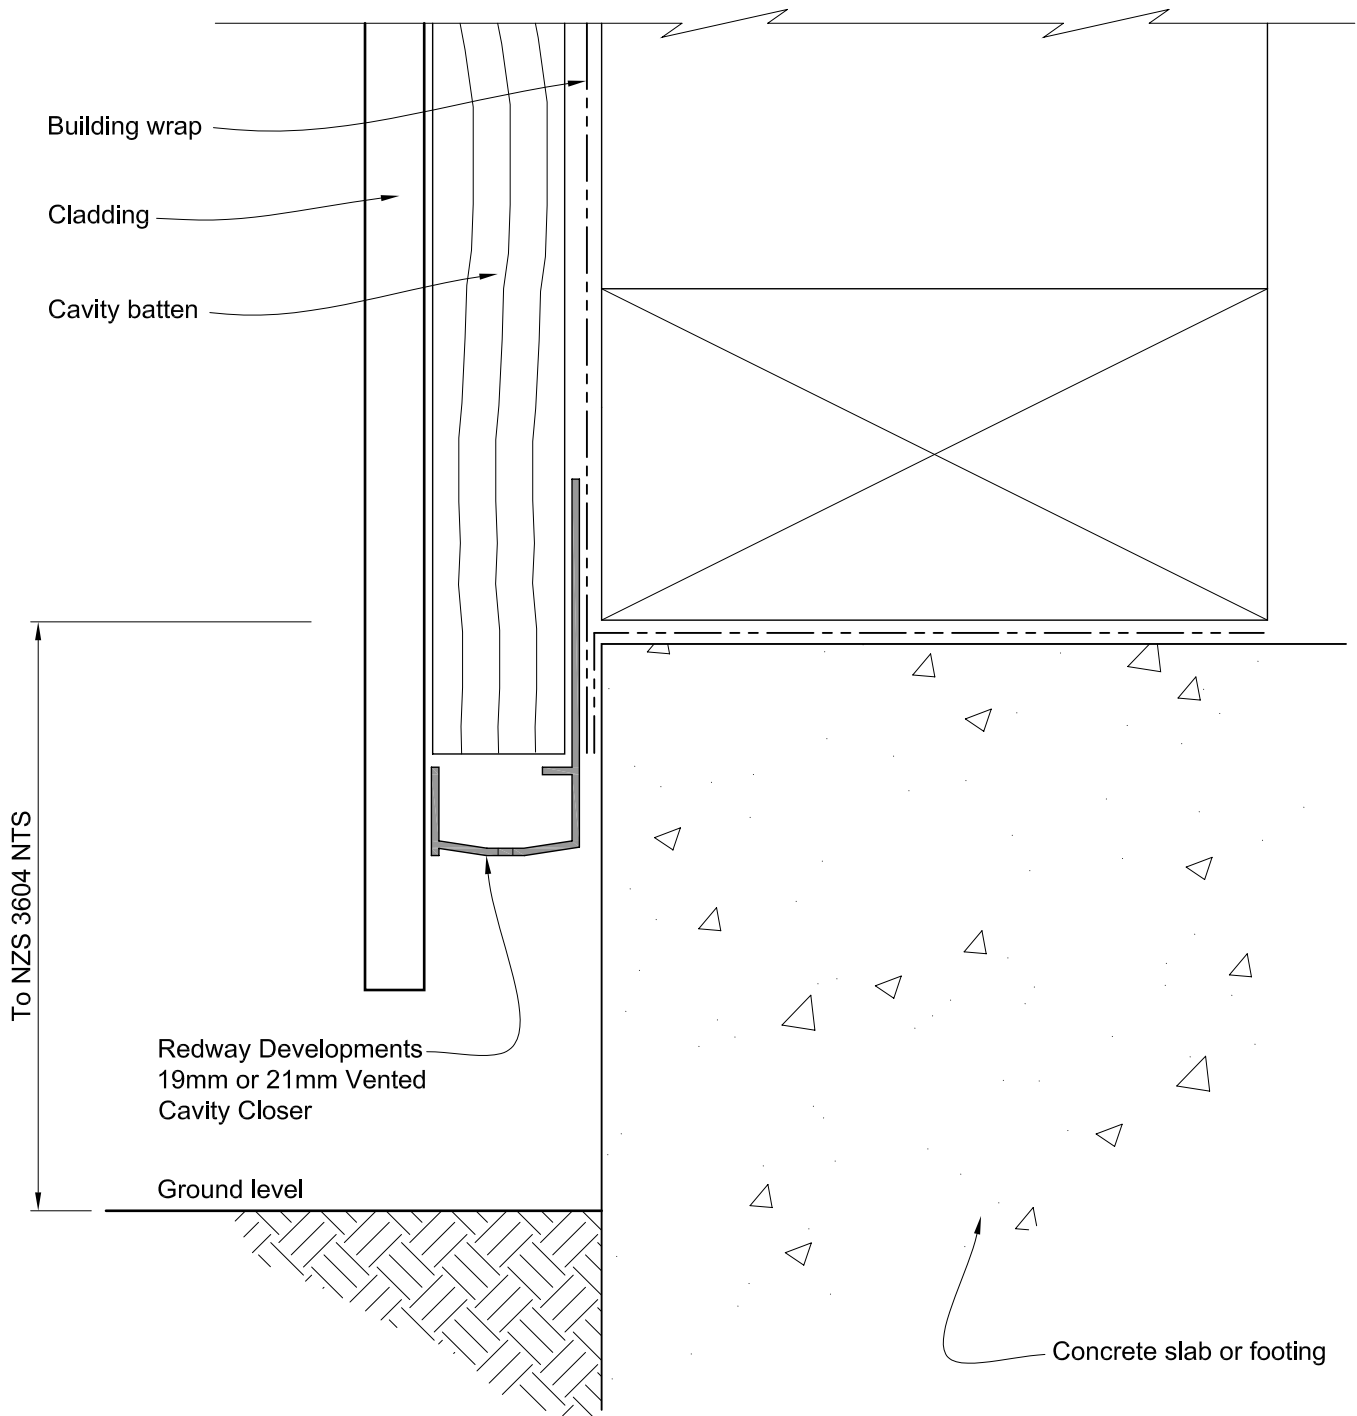 Building wrap
Cladding
Cavity batten
To NZS 3604 NTS
Redway Developments
19mm or 21mm Vented
Cavity Closer
Ground level
Concrete slab or footing